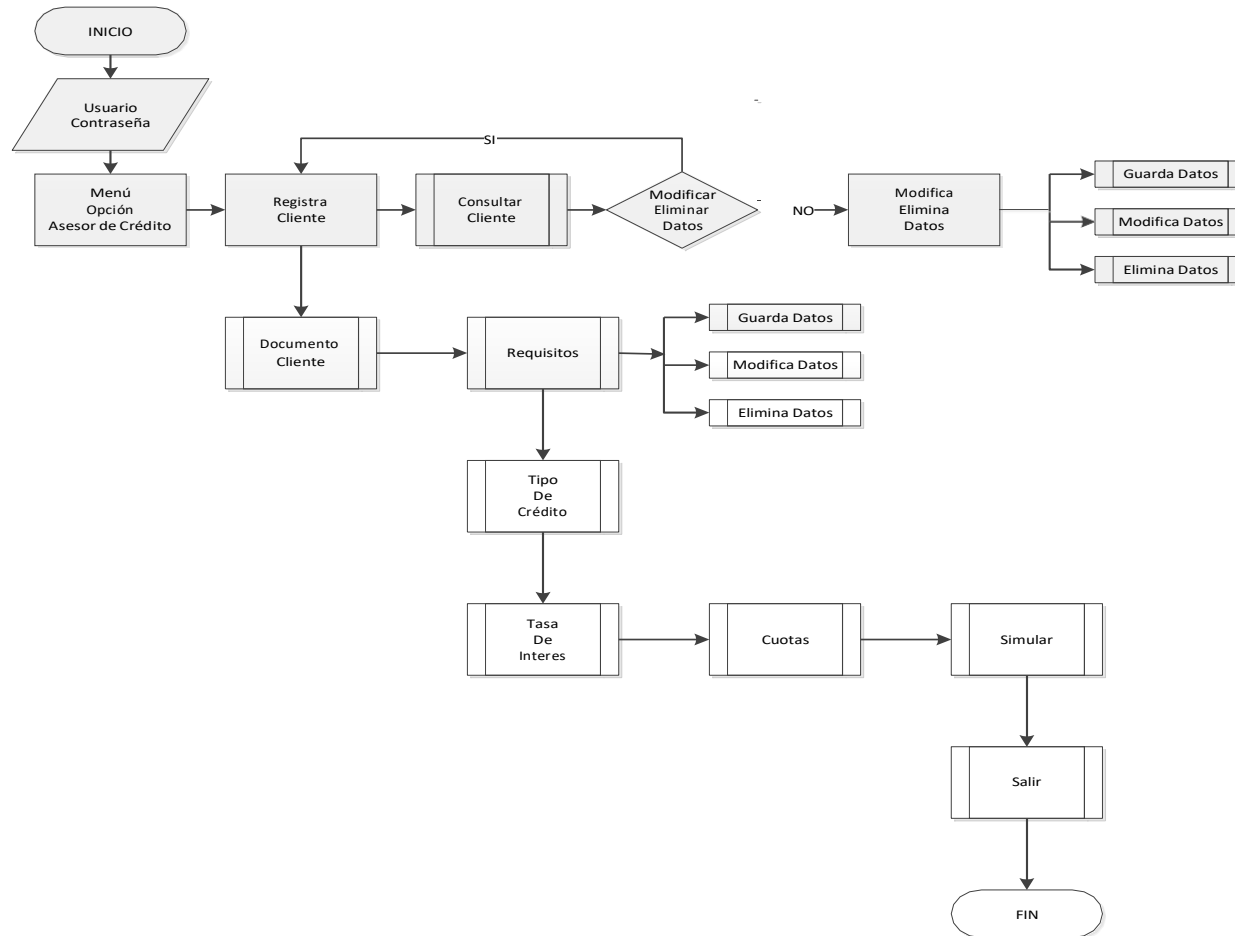 INICIO
Usuario
Contraseña
SI
Menú
Opción
Asesor de Crédito
Registra
Cliente
Consultar
Cliente
Modificar
Eliminar
Datos
NO
Modifica
Elimina
Datos
Guarda Datos
Modifica Datos
Elimina Datos
Documento
Cliente
Requisitos
Guarda Datos
Modifica Datos
Elimina Datos
Tipo
De
Crédito
Tasa
De
Interes
Cuotas
Simular
Salir
FIN